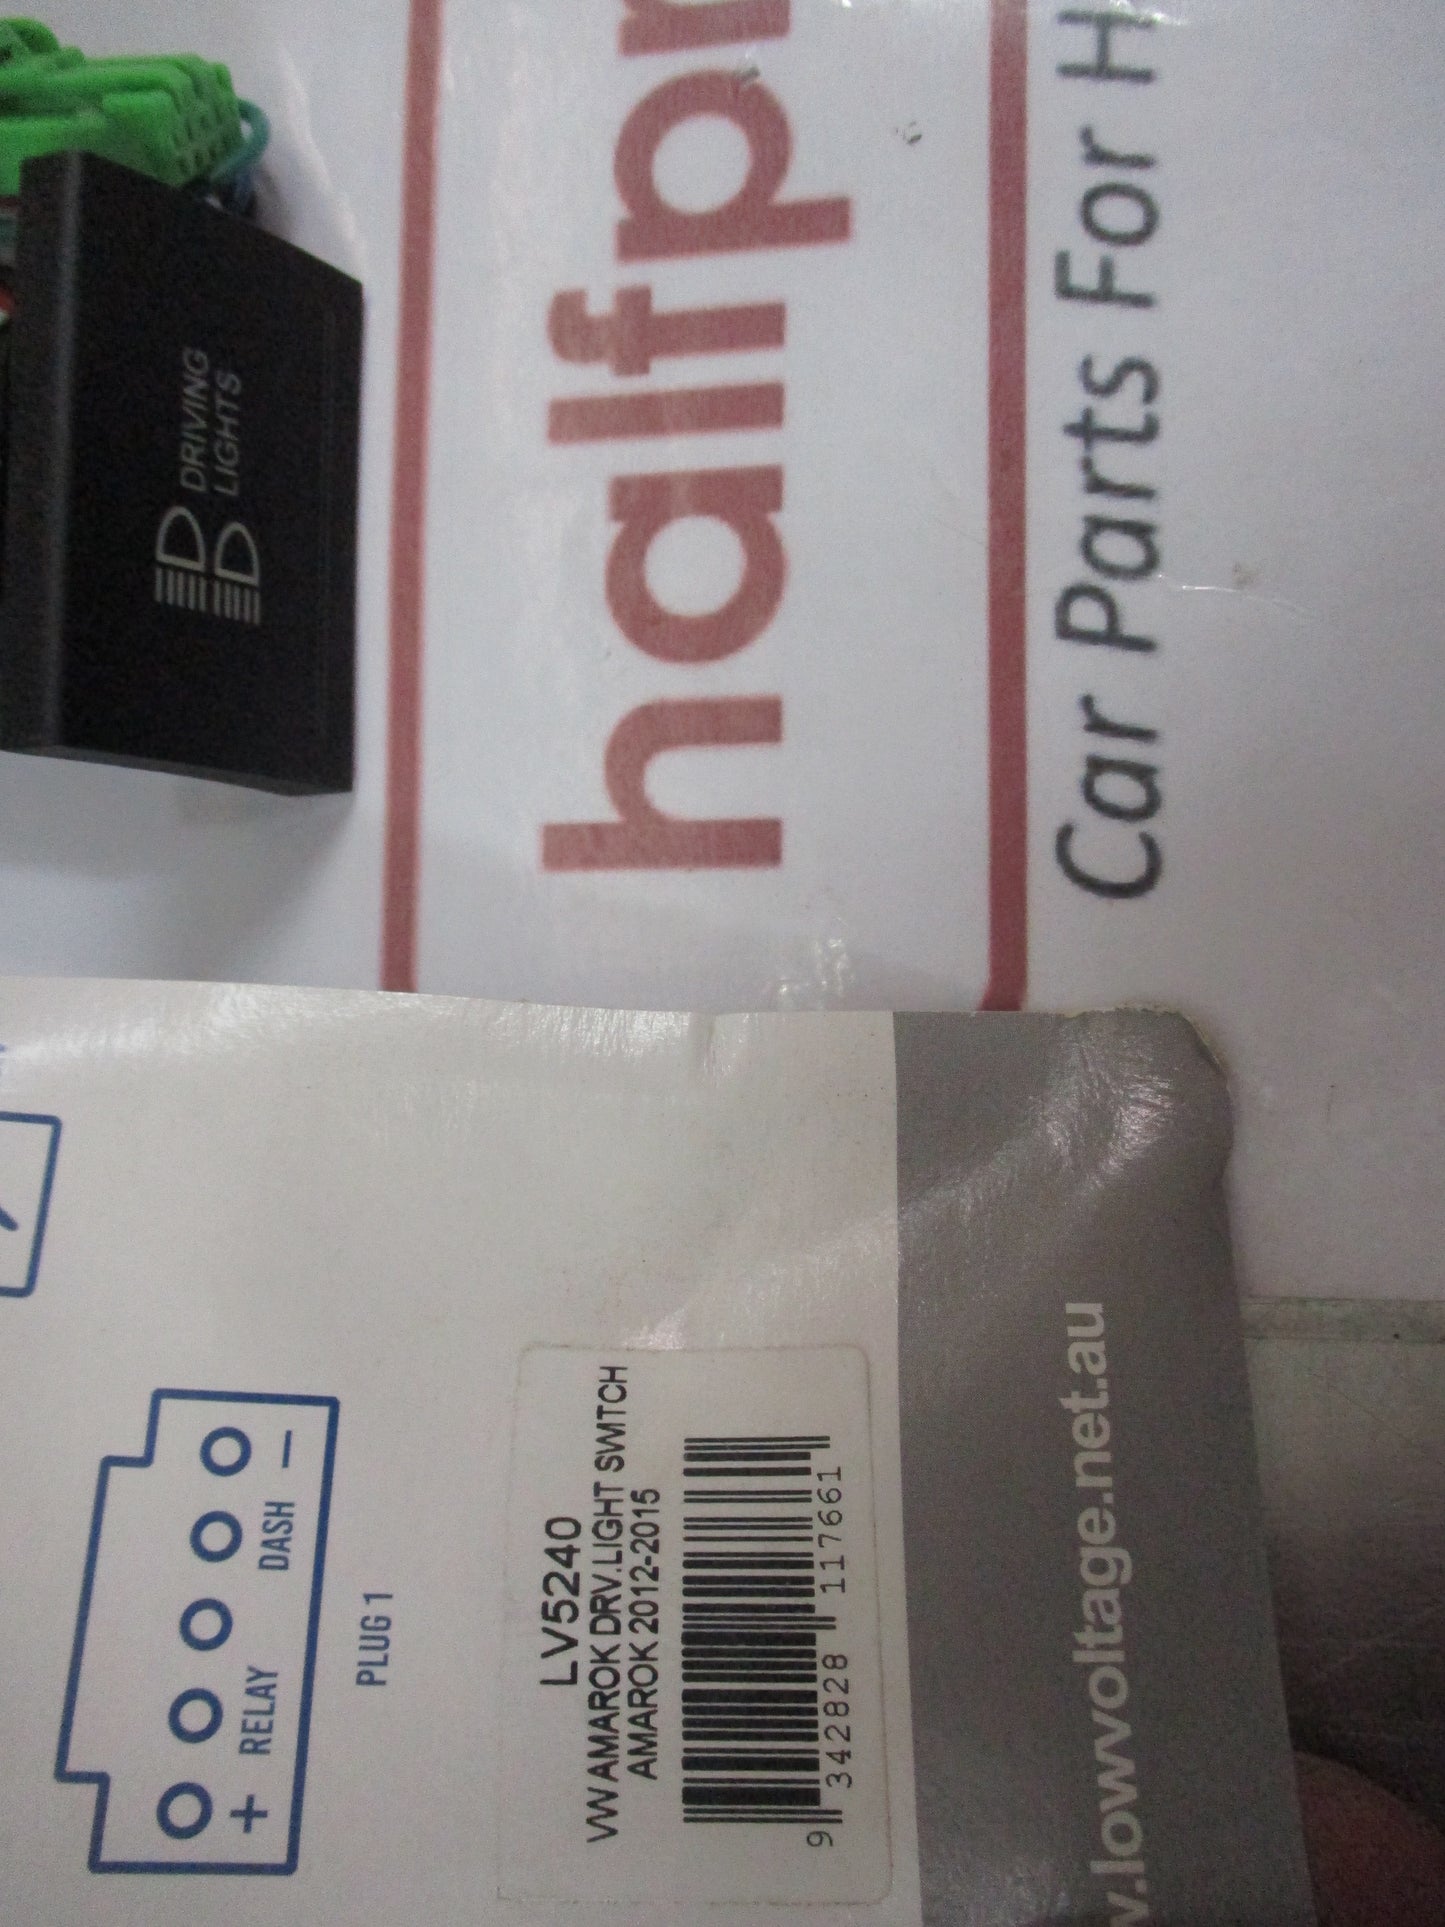 DRIVING
LIGHTS
halfp
Car Parts For H
+ RELAY DASH –
PLUG 1
LV5240
VW AMAROK DRV.LIGHT SWITCH
AMAROK 2012-2015
9 342828 117661
v.lowvoltage.net.au